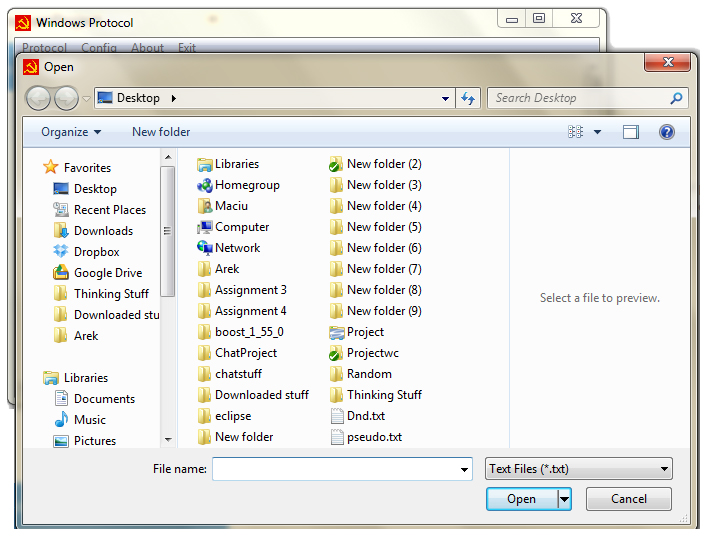 Windows Protocol
Protocol Config About Exit
Open
Desktop
Search Desktop
Organize New folder
Favorites
Desktop
Recent Places
Downloads
Dropbox
Google Drive
Thinking Stuff
Downloaded stu
Arek
Libraries
Documents
Music
Pictures
Libraries
Homegroup
Maciu
Computer
Network
Arek
Assignment 3
Assignment 4
boost_1_55_0
ChatProject
chatstuff
Downloaded stuff
eclipse
New folder
New folder (2)
New folder (3)
New folder (4)
New folder (5)
New folder (6)
New folder (7)
New folder (8)
New folder (9)
Project
Projectwc
Random
Thinking Stuff
Dnd.txt
pseudo.txt
Select a file to preview.
File name:
Text Files (*.txt)
Open Cancel